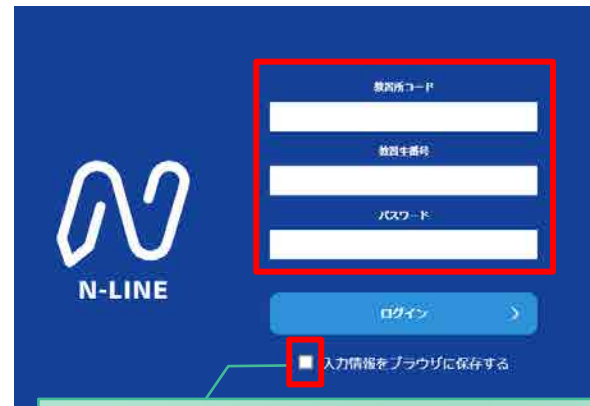 教習所コード
教習生番号
パスワード
N-LINE
ログイン
入力情報をブラウザに保存する